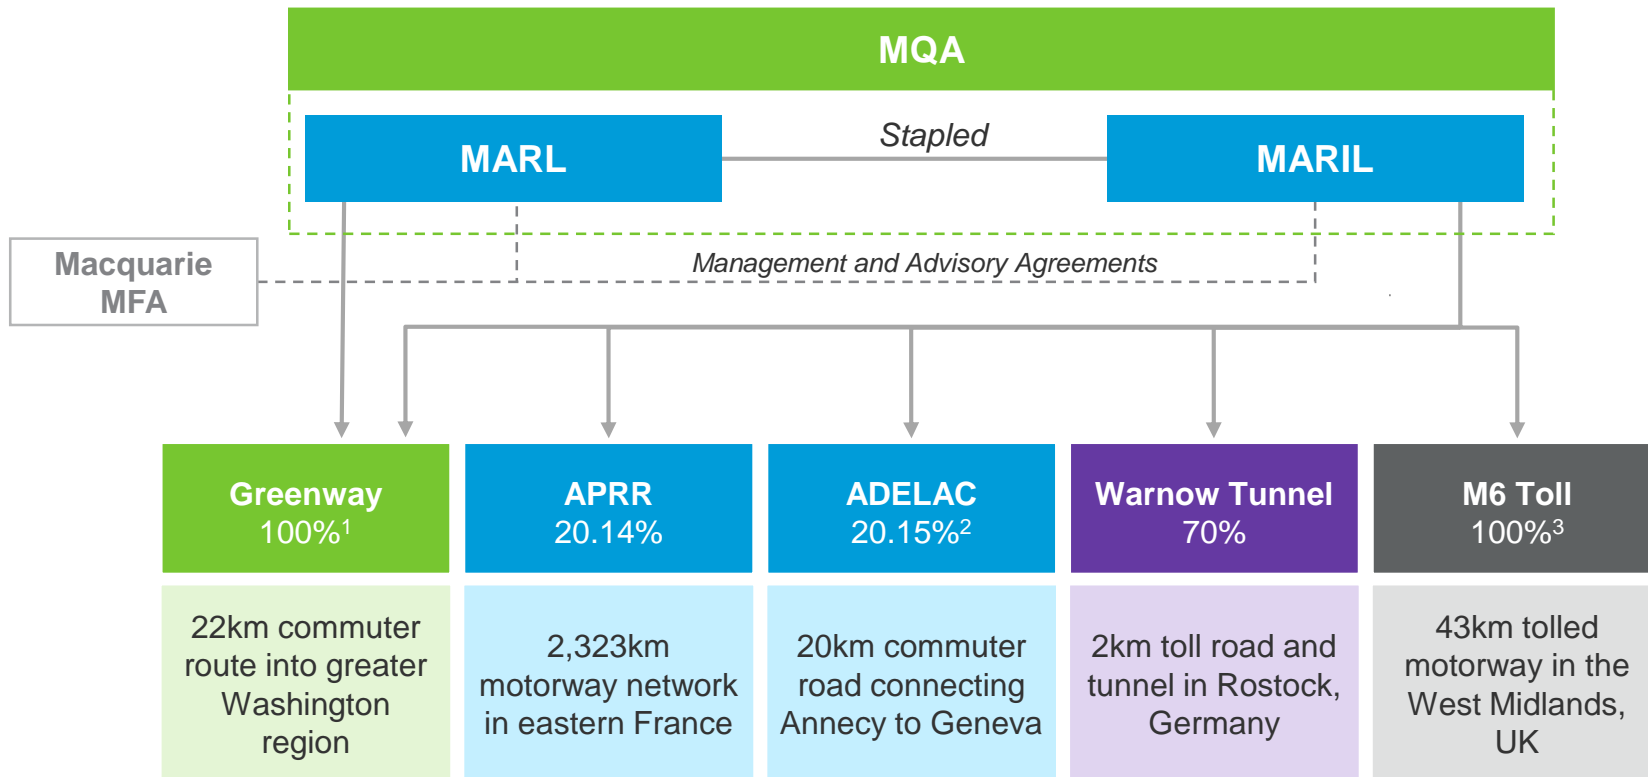 MQA
Stapled
MARL
MARIL
Macquarie
MFA
Management and Advisory Agreements
Greenway
100%1
APRR
20.14%
ADELAC
20.15%2
Warnow Tunnel
70%
M6 Toll
100%3
22km commuter
route into greater
Washington
region
2,323km
motorway network
in eastern France
20km commuter
road connecting
Annecy to Geneva
2km toll road and
tunnel in Rostock,
Germany
43km tolled
motorway in the
West Midlands,
UK